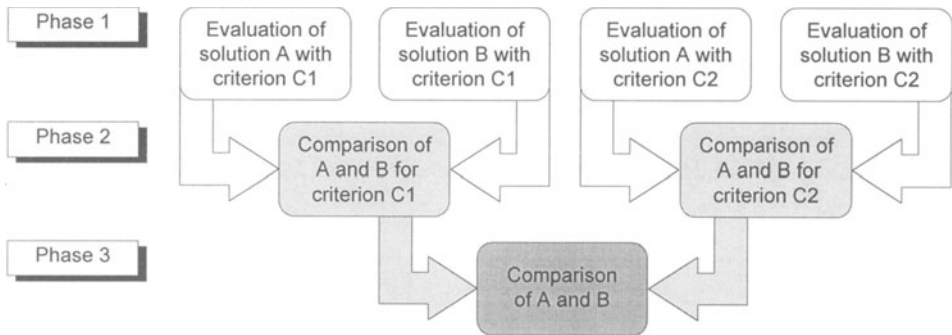 Phase 1
Evaluation of
solution A with
criterion C1
Evaluation of
solution B with
criterion C1
Evaluation of
solution A with
criterion C2
Evaluation of
solution B with
criterion C2
Phase 2
Comparison of
A and B for
criterion C1
Comparison of
A and B for
criterion C2
Phase 3
Comparison
of A and B